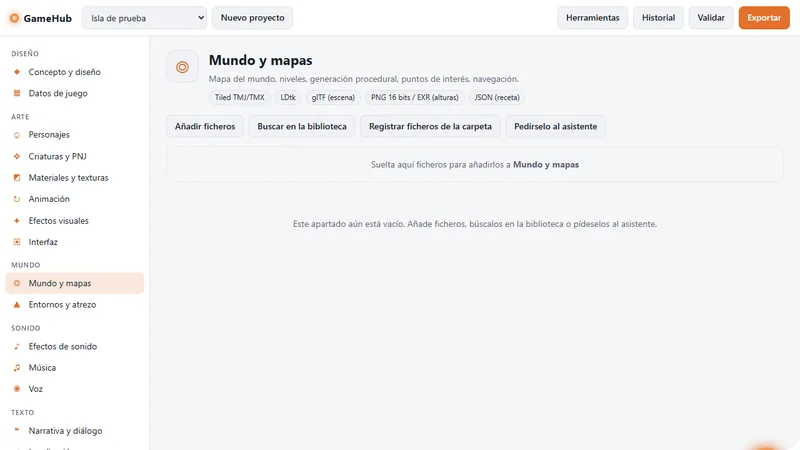 GameHub
Isla de prueba
Nuevo proyecto
Herramientas
Historial
Validar
Exportar
DISEÑO
Concepto y diseño
Datos de juego
ARTE
Personajes
Criaturas y PNJ
Materiales y texturas
Animación
Efectos visuales
Interfaz
MUNDO
Mundo y mapas
Entornos y atrezo
SONIDO
Efectos de sonido
Música
Voz
TEXTO
Narrativa y diálogo
Mundo y mapas
Mapa del mundo, niveles, generación procedural, puntos de interés, navegación.
Tiled TMJ/TMX
LDtk
glTF (escena)
PNG 16 bits / EXR (alturas)
JSON (receta)
Añadir ficheros
Buscar en la biblioteca
Registrar ficheros de la carpeta
Pedírselo al asistente
Suelta aquí ficheros para añadirlos a Mundo y mapas
Este apartado aún está vacío. Añade ficheros, búscalos en la biblioteca o pídeselos al asistente.